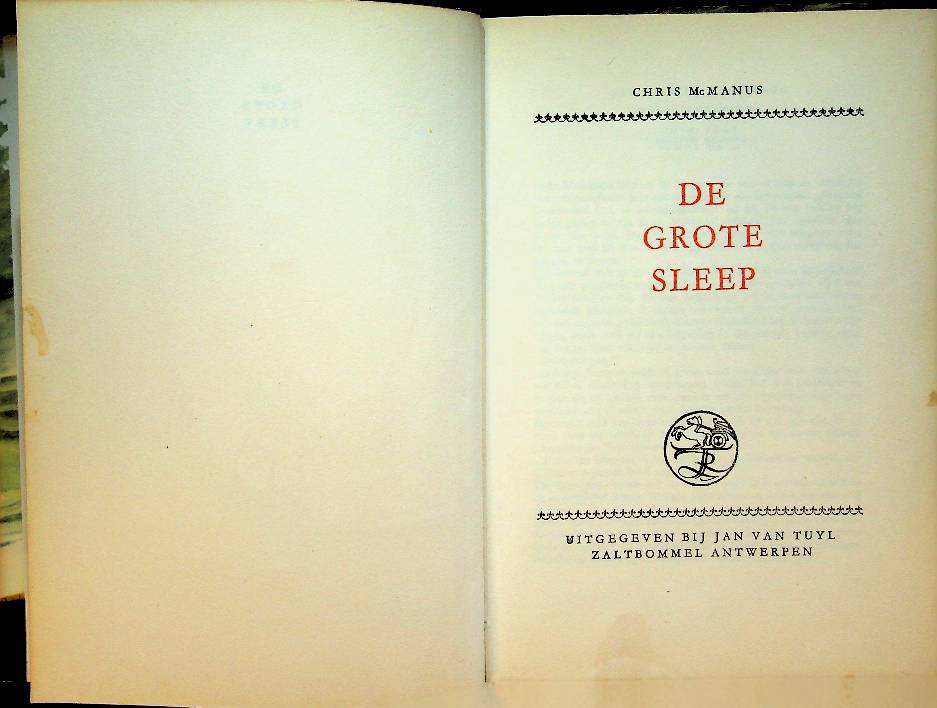 CHRIS McMANUS
DE
GROTE
SLEEP
UITGEGEVEN BIJ JAN VAN TUYL
ZALTBOMMEL ANTWERPEN